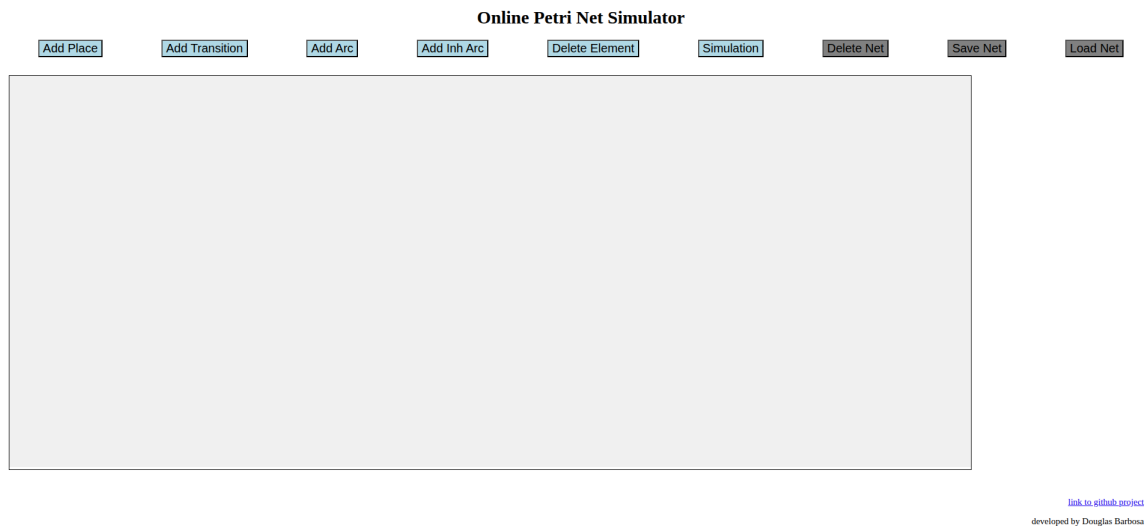 Online Petri Net Simulator
Add Place Add Transition Add Arc Add Inh Arc Delete Element Simulation Delete Net Save Net Load Net
link to github project
developed by Douglas Barbosa